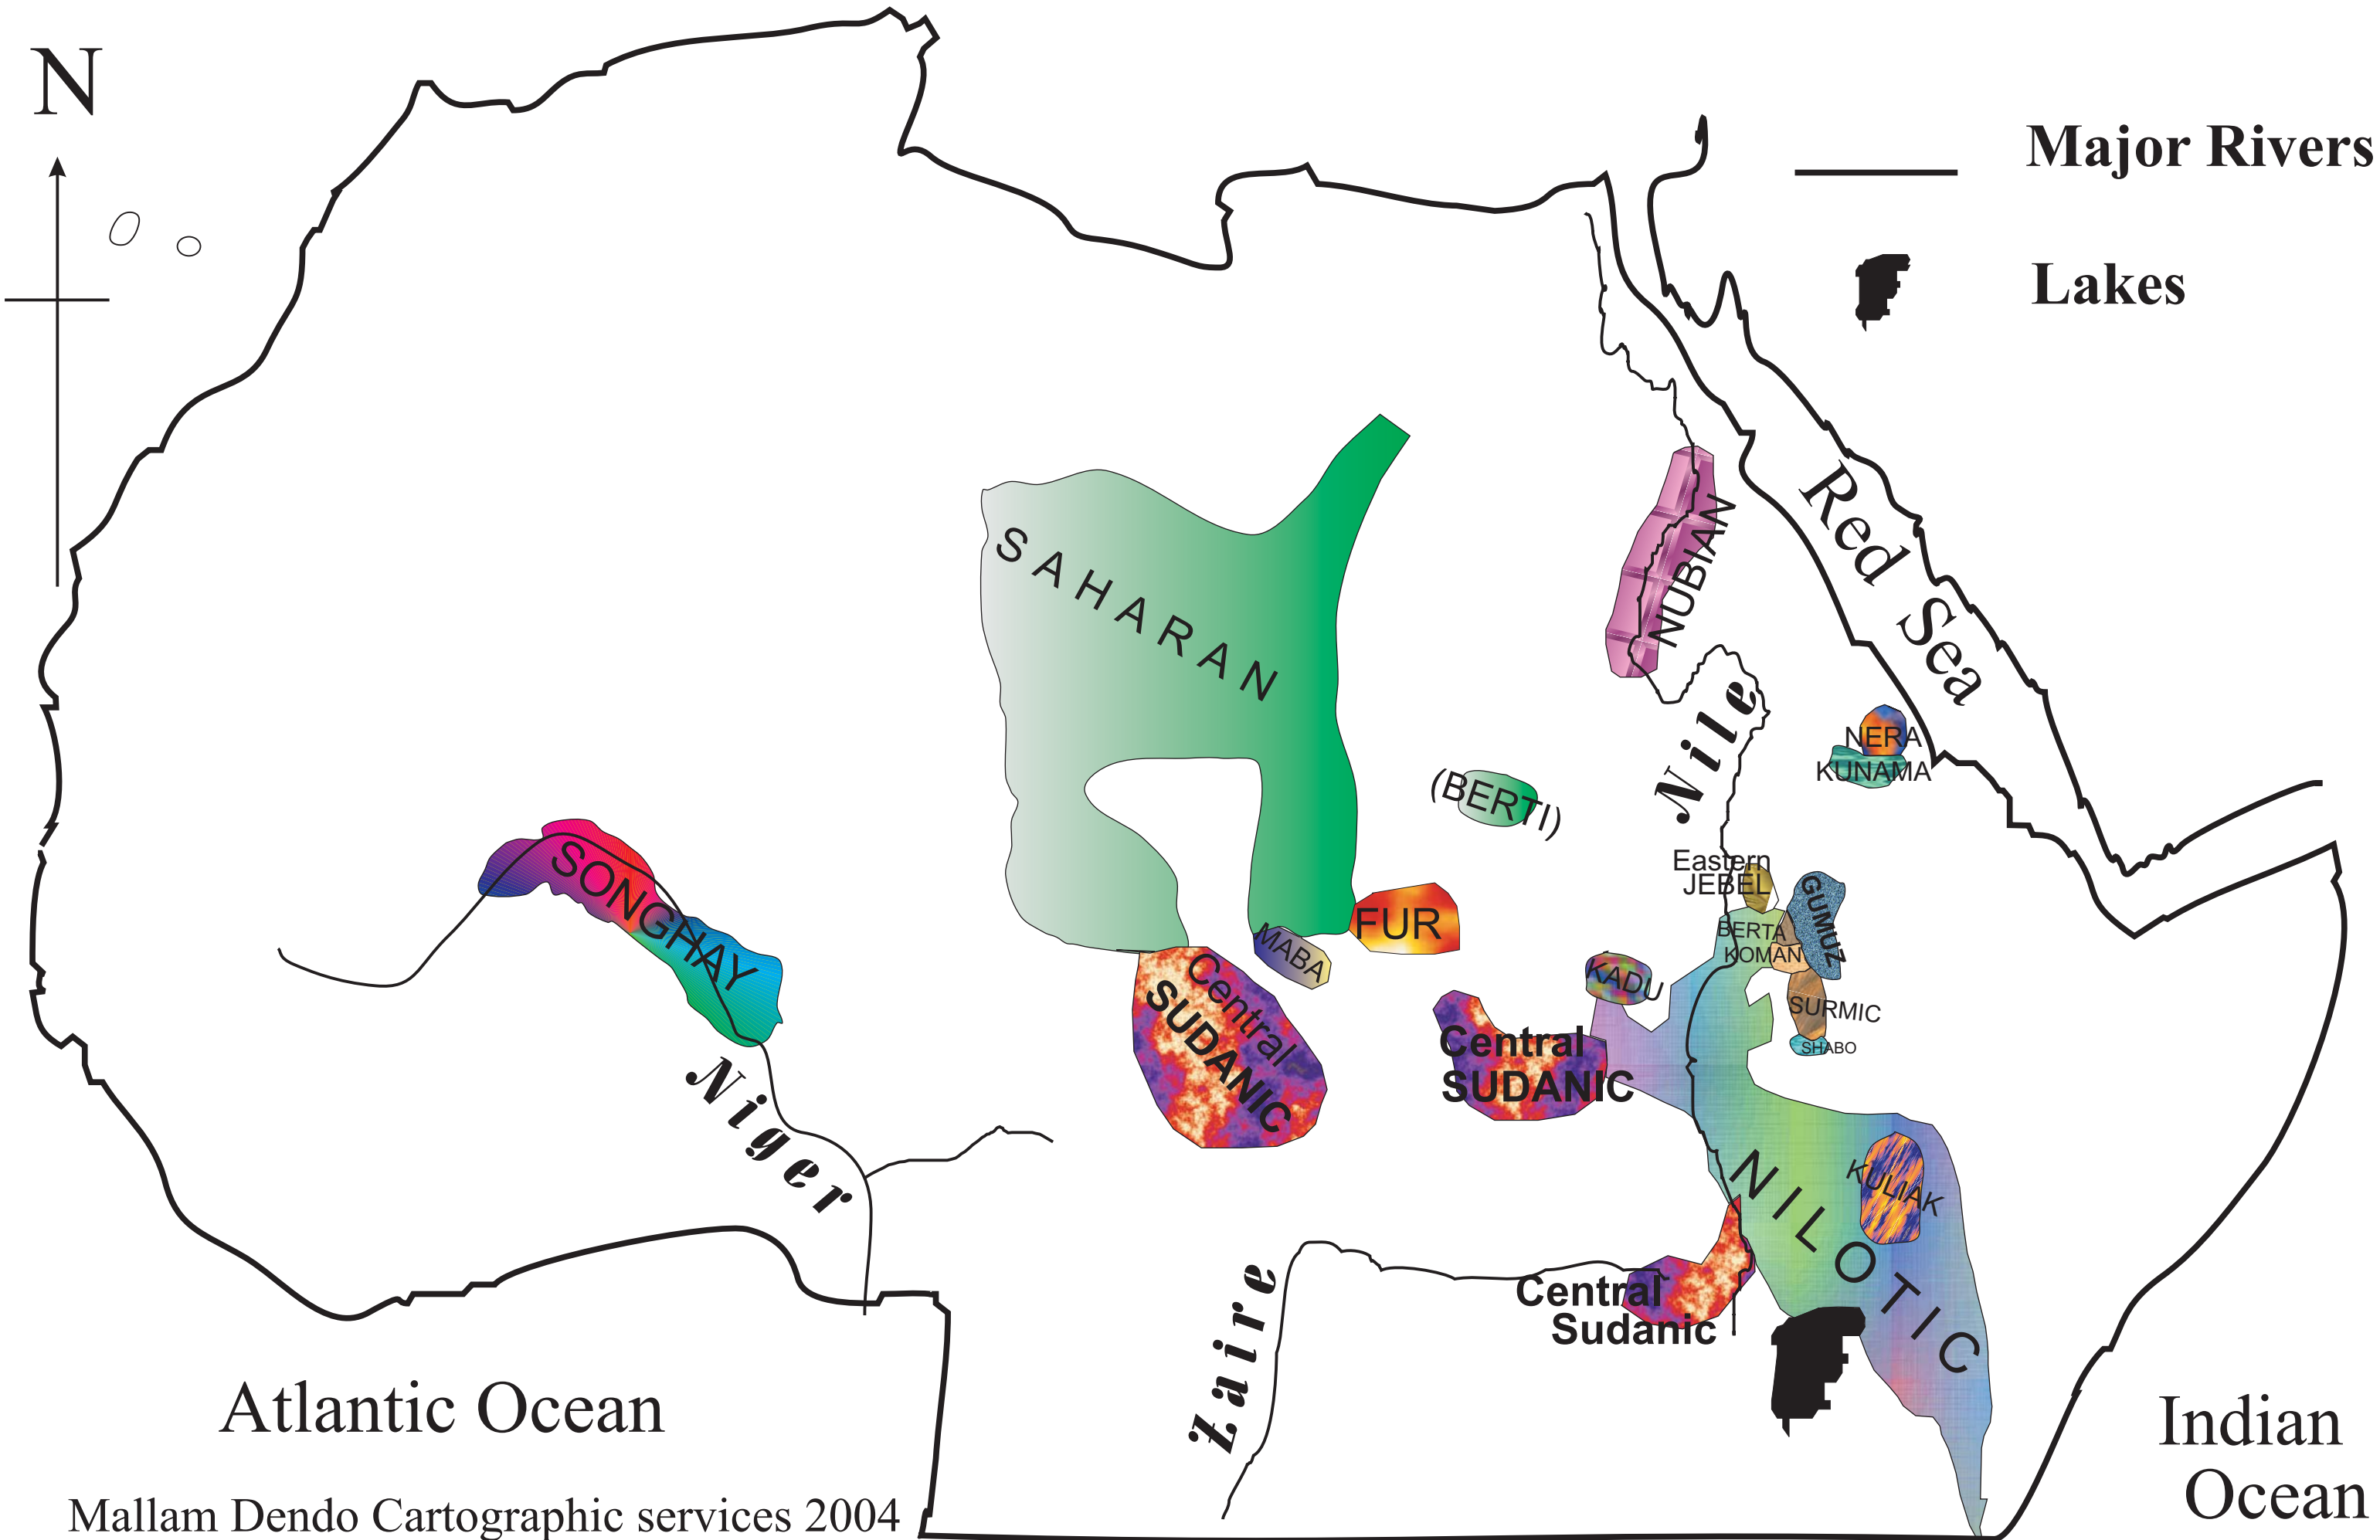 N
Major Rivers
Lakes
Red Sea
SAHARAN
NUBIAN
Nile
NERA
KUNAMA
(BERTI)
SONGHAY
Eastern
JEBEL
GUMUZ
FUR
MABA
BERTA
KOMAN
KADU
SURMIC
SHABO
Central
SUDANIC
Central
SUDANIC
Niger
NILOTIC
KULIAK
Zaire
Central
Sudanic
Atlantic Ocean
Indian
Ocean
Mallam Dendo Cartographic services 2004